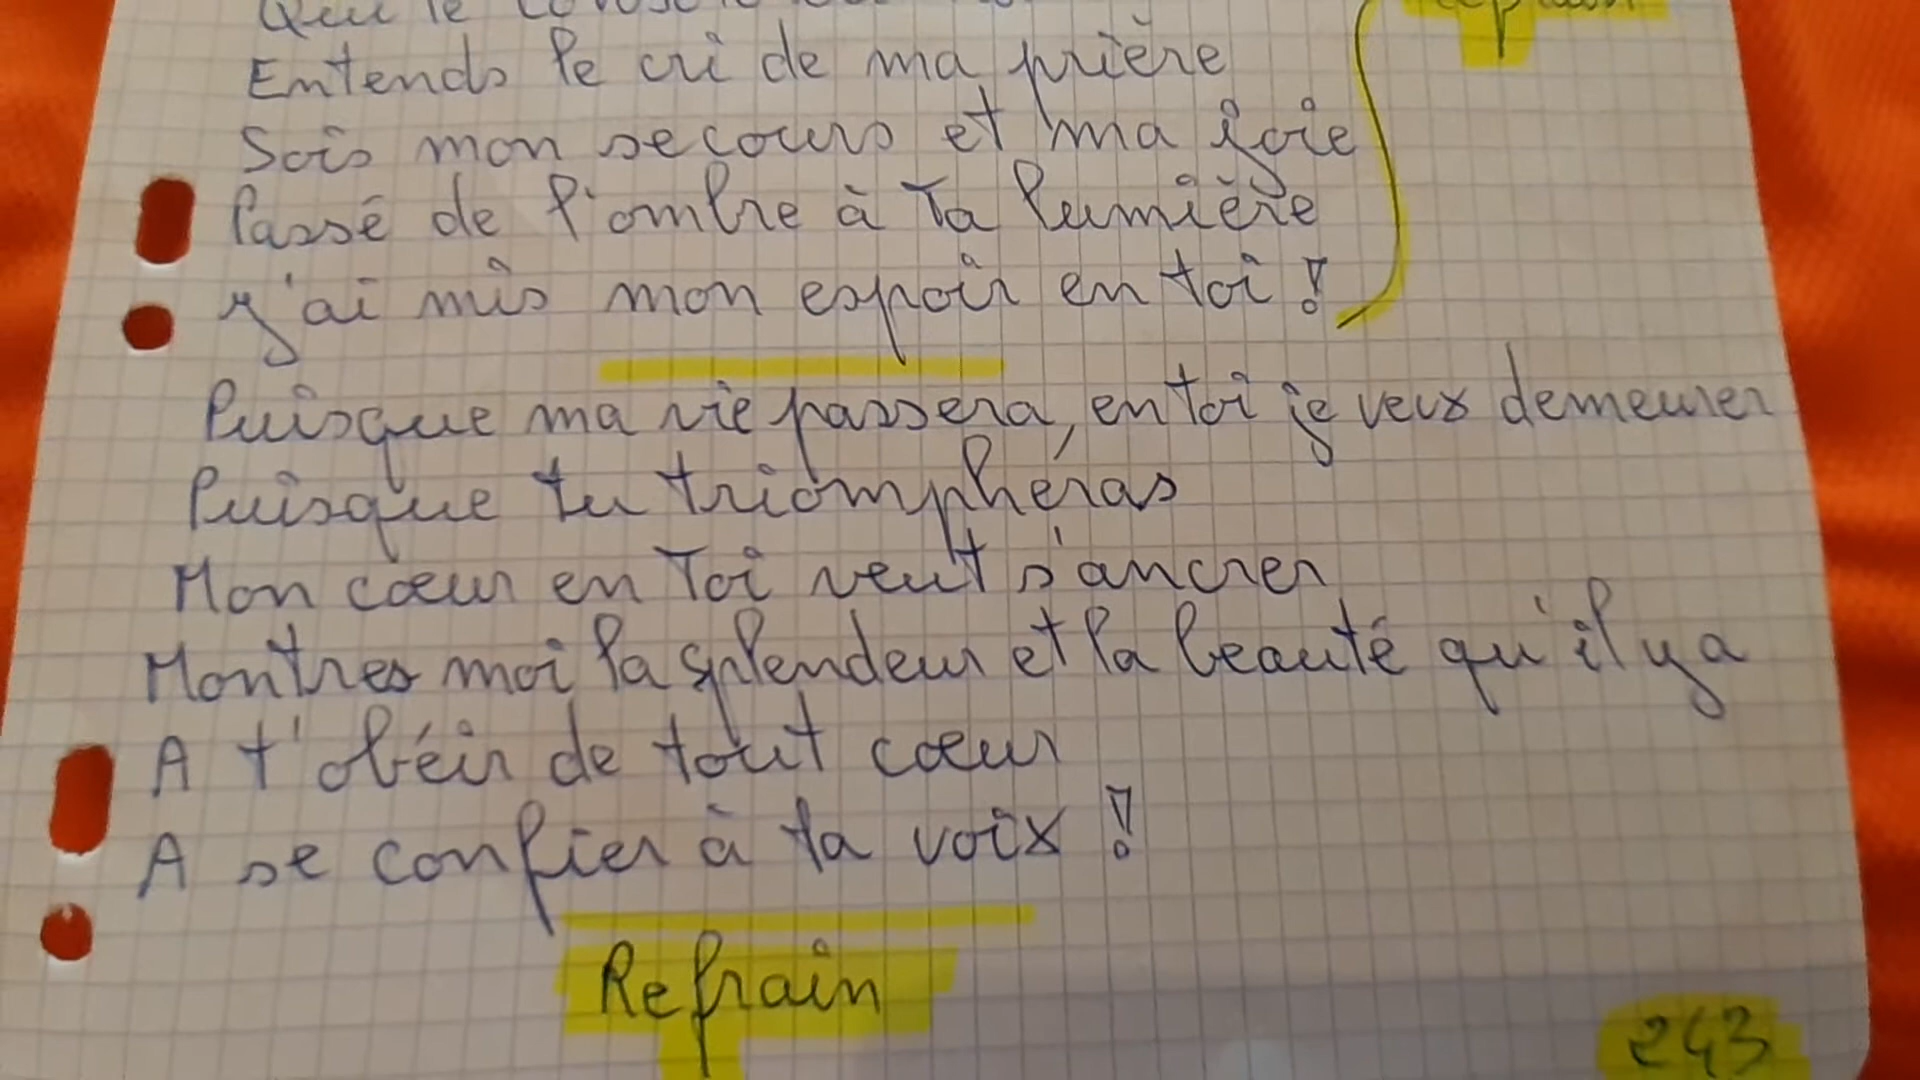 Entends le cri de ma prière
Sois mon secours et ma joie
Passé de l'ombre à Ta lumière
J'ai mis mon espoir en toi !
Puisque ma vie passera, en toi je veux demeurer
Puisque tu triomphéras
Mon cœur en Toi veut s'ancrer
Montres moi la splendeur et la beauté qu'il y a
A t'obéir de tout cœur
A se confier à ta voix !
Refrain
243